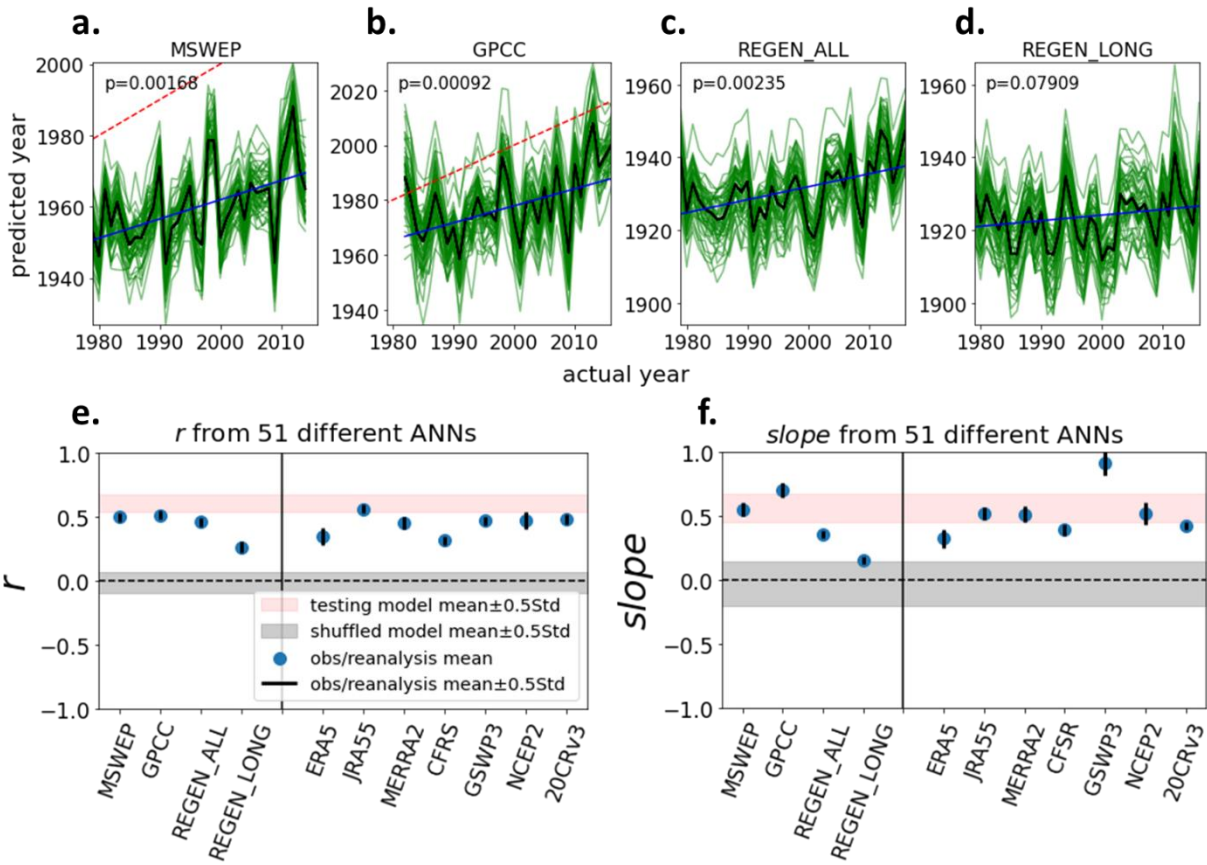 a.
b.
c.
d.
MSWEP
GPCC
REGEN_ALL
REGEN_LONG
predicted year
2000
1980
1960
1940
p=0.00168
1980 1990 2000 2010
2020
2000
1980
1960
1940
p=0.00092
1980 1990 2000 2010
1960
1940
1920
1900
p=0.00235
1980 1990 2000 2010
1960
1940
1920
1900
p=0.07909
1980 1990 2000 2010
actual year
e.
r from 51 different ANNs
r
1.0
0.5
0.0
−0.5
−1.0
testing model mean±0.5Std
shuffled model mean±0.5Std
obs/reanalysis mean
obs/reanalysis mean±0.5Std
MSWEP
GPCC
REGEN_ALL
REGEN_LONG
ERA5
JRA55
MERRA2
CFRS
GSWP3
NCEP2
20CRv3
f.
slope from 51 different ANNs
slope
1.0
0.5
0.0
−0.5
−1.0
MSWEP
GPCC
REGEN_ALL
REGEN_LONG
ERA5
JRA55
MERRA2
CFSR
GSWP3
NCEP2
20CRv3